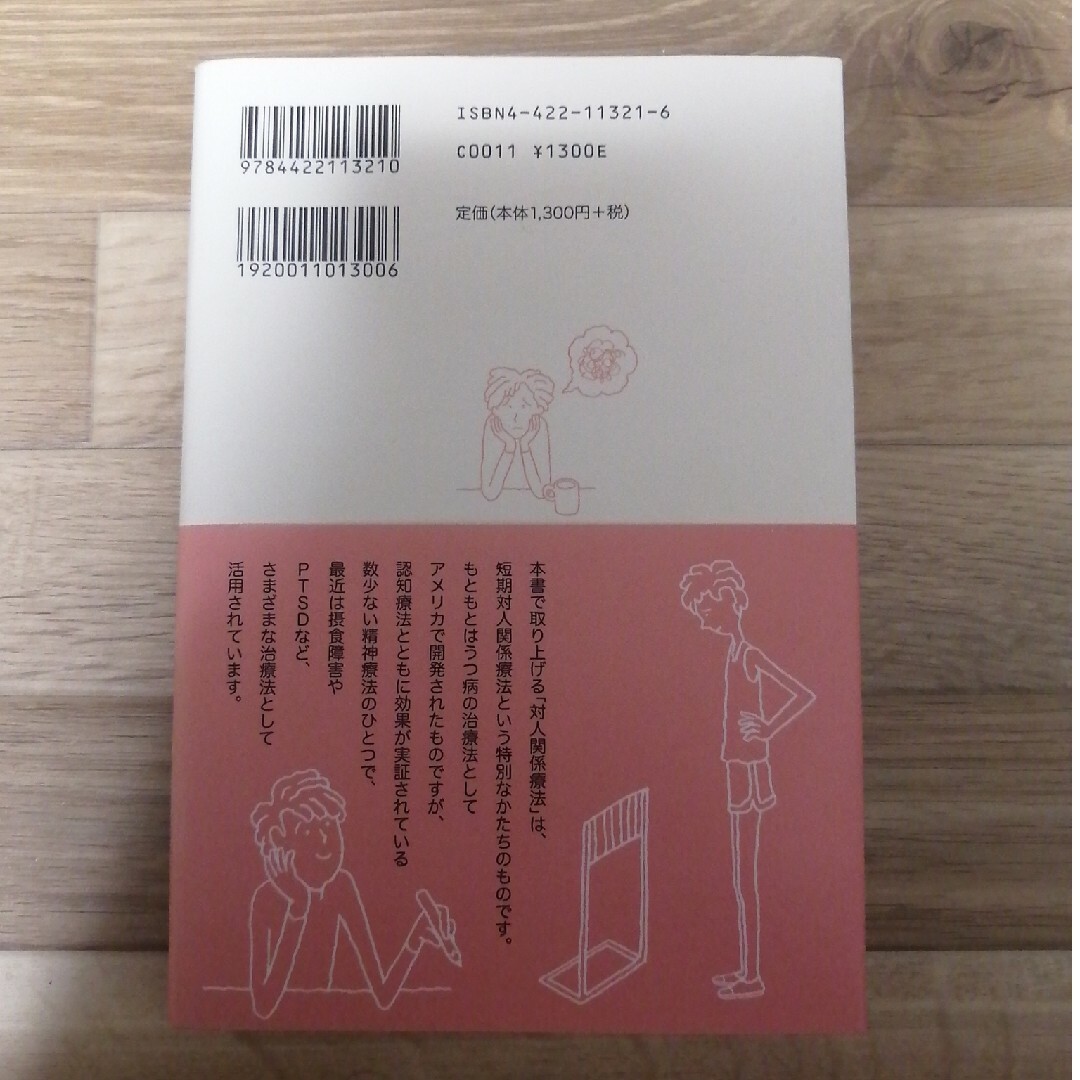 ISBN4-422-11321-6
9784422113210
C0011 ¥1300E
定価(本体1,300円+税)
1920011013006
本書で取り上げる「対人関係療法」は、
短期対人関係療法という特別なかたちのものです。
もともとはうつ病の治療法として
アメリカで開発されたものですが、
認知療法とともに効果が実証されている
数少ない精神療法のひとつで、
最近は摂食障害や
PTSDなど、
さまざまな治療法として
活用されています。